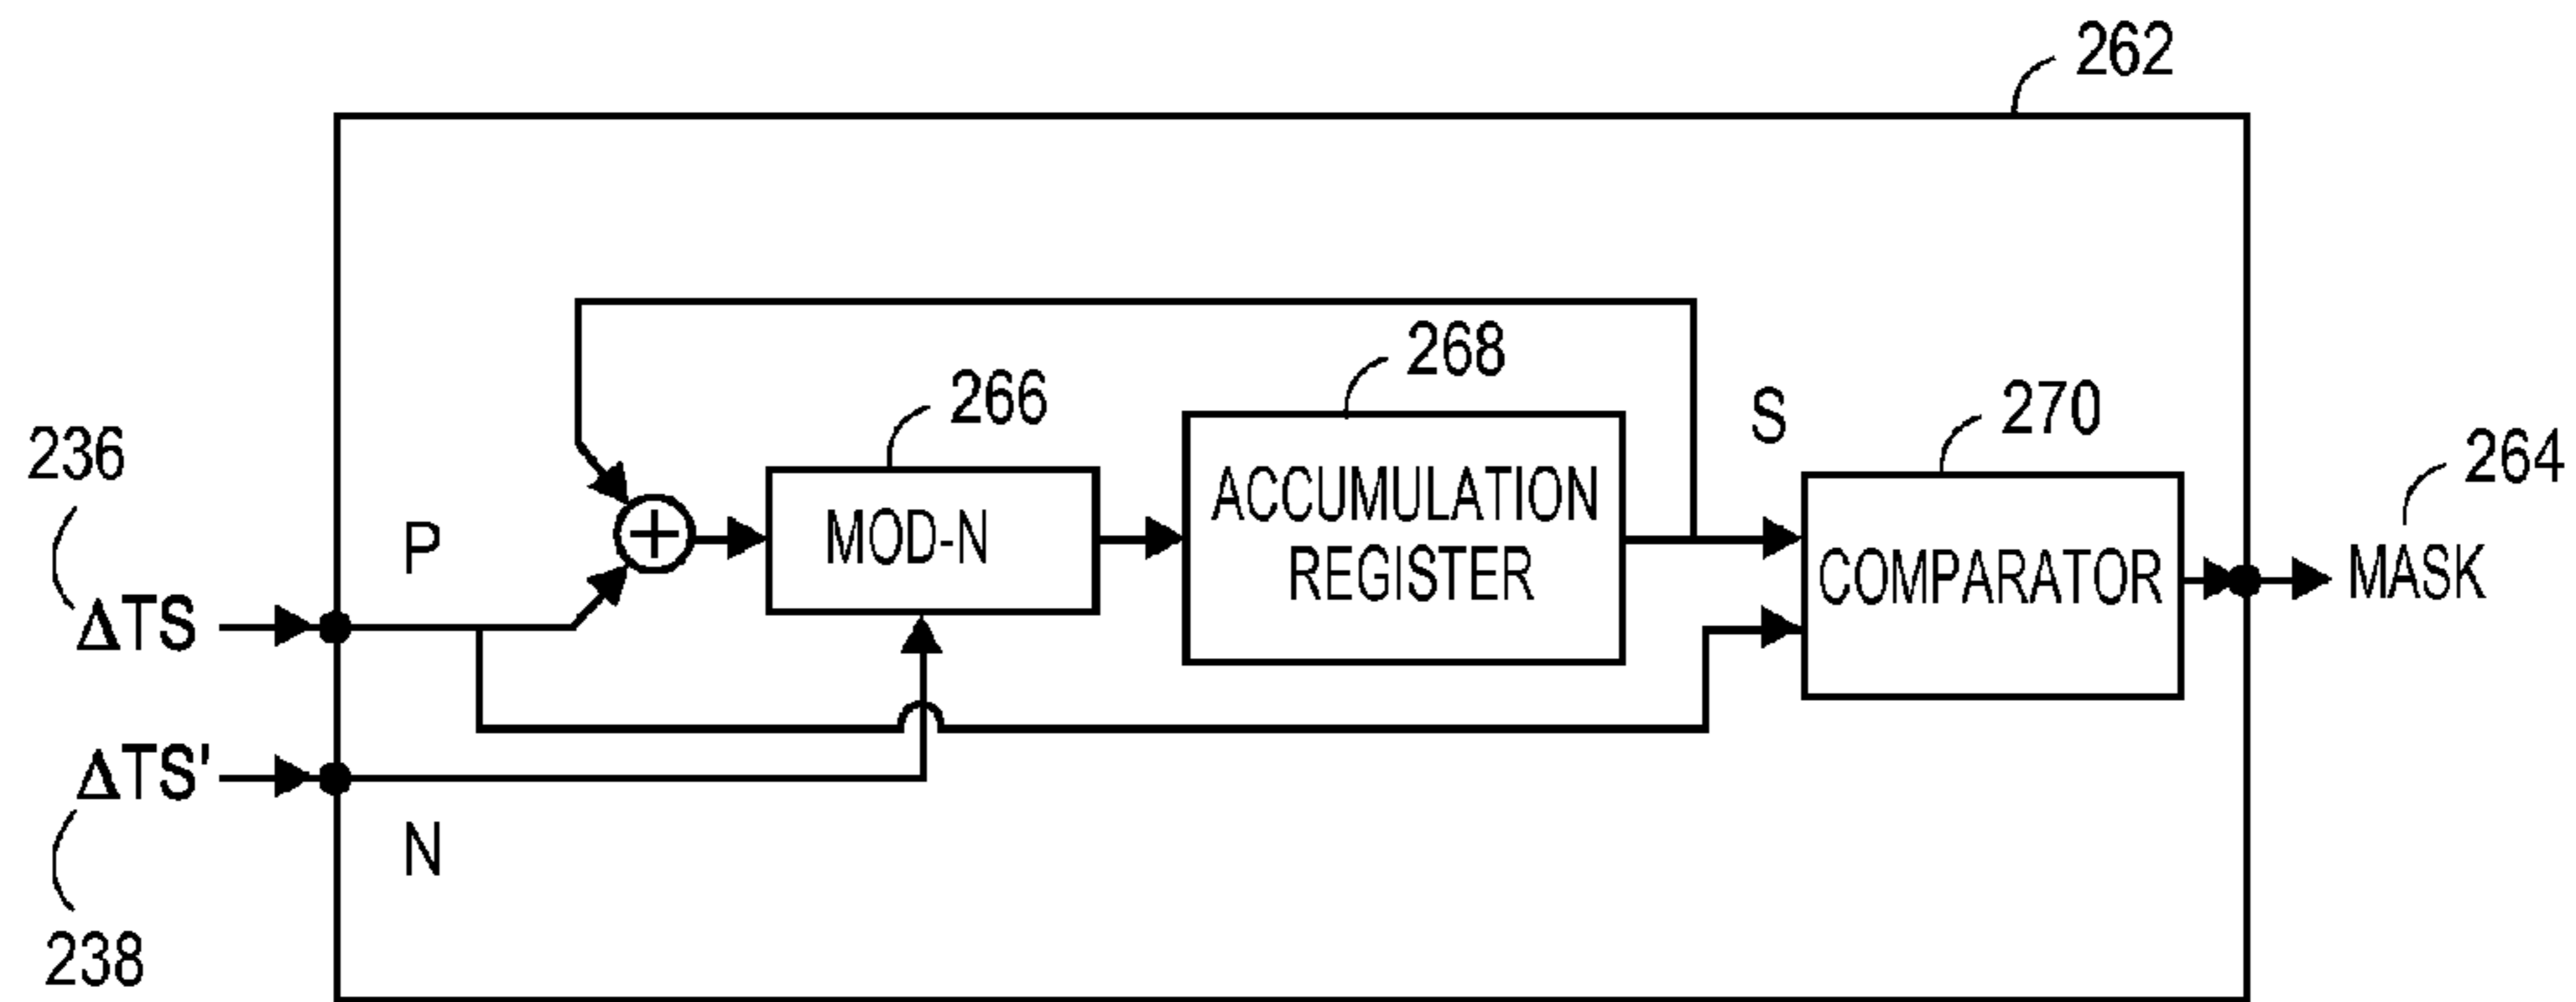 262
268
266
S
270
236
264
P
MOD-N
ACCUMULATION
REGISTER
COMPARATOR
MASK
ΔTS
ΔTS'
N
238